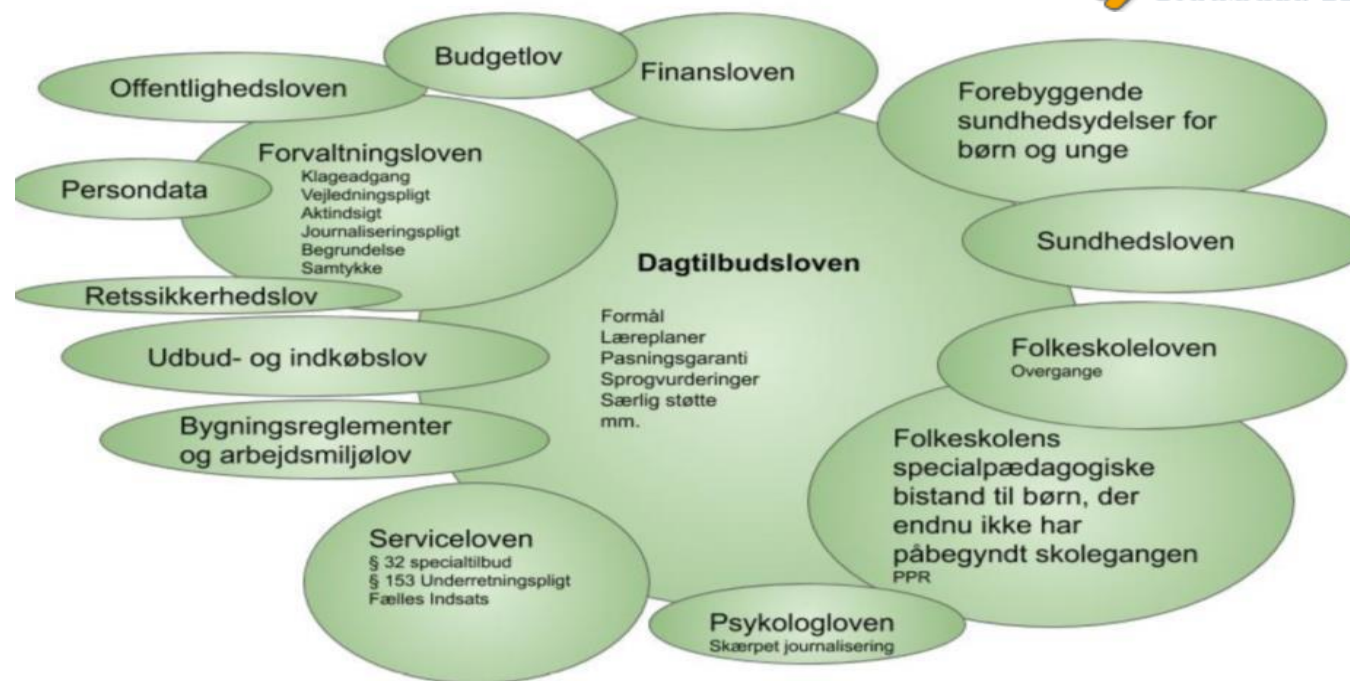 Budgetlov
Finansloven
Offentlighedsloven
Forebyggende
sundhedsydelser for
børn og unge
Forvaltningsloven
Klageadgang
Vejledningspligt
Aktindsigt
Journaliseringspligt
Begrundelse
Samtykke
Persondata
Sundhedsloven
Dagtilbudsloven
Formål
Læreplaner
Pasningsgaranti
Sprogvurderinger
Særlig støtte
mm.
Retssikkerhedslov
Udbud- og indkøbslov
Folkeskoleloven
Overgange
Bygningsreglementer
og arbejdsmiljølov
Folkeskolens
specialpædagogiske
bistand til børn, der
endnu ikke har
påbegyndt skolegangen
PPR
Serviceloven
§ 32 specialtilbud
§ 153 Underretningspligt
Fælles Indsats
Psykologloven
Skærpet journalisering